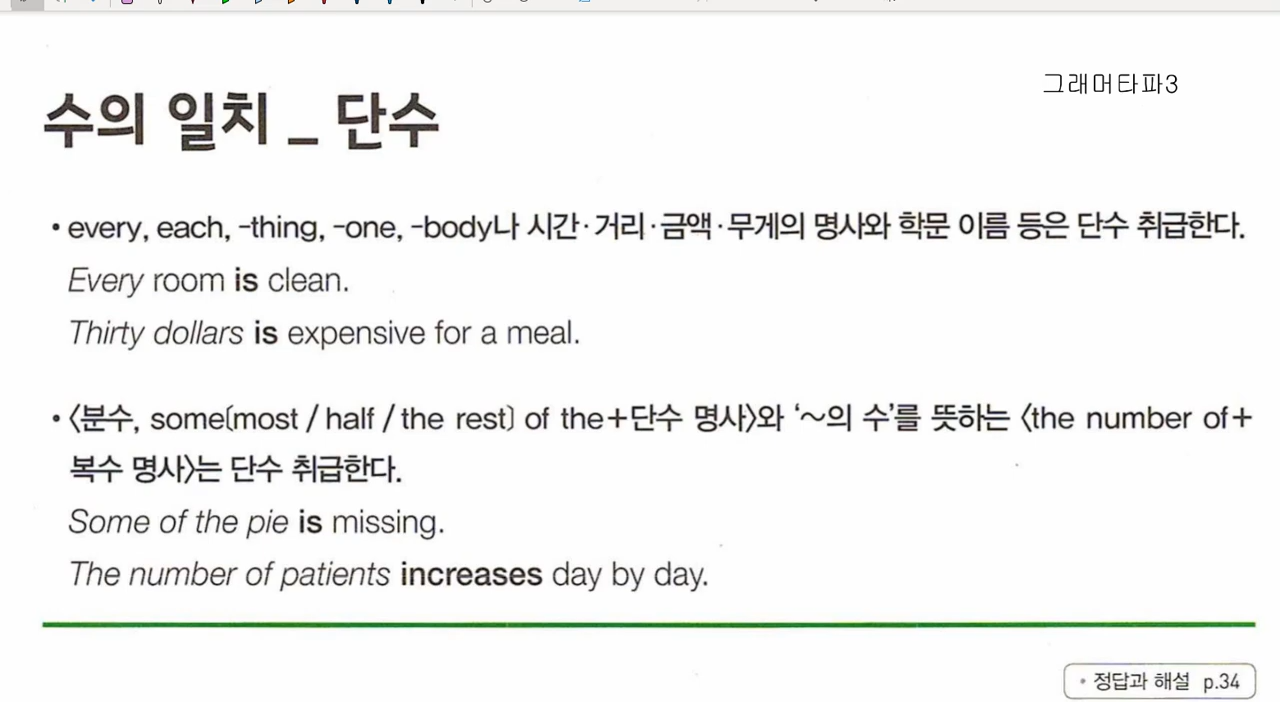 그래머타파3
수의 일치 _ 단수
• every, each, -thing, -one, -body나 시간·거리·금액·무게의 명사와 학문 이름 등은 단수 취급한다.
Every room is clean.
Thirty dollars is expensive for a meal.
• 〈분수, some[most / half / the rest] of the+단수 명사〉와 ‘~의 수’를 뜻하는 〈the number of+
복수 명사〉는 단수 취급한다.
Some of the pie is missing.
The number of patients increases day by day.
• 정답과 해설 p.34